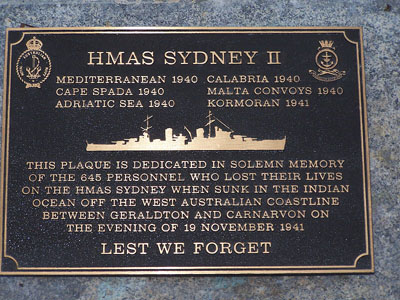 HMAS SYDNEY II
MEDITERRANEAN 1940 CALABRIA 1940
CAPE SPADA 1940 MALTA CONVOYS 1940
ADRIATIC SEA 1940 KORMORAN 1941
THIS PLAQUE IS DEDICATED IN SOLEMN MEMORY
OF THE 645 PERSONNEL WHO LOST THEIR LIVES
ON THE HMAS SYDNEY WHEN SUNK IN THE INDIAN
OCEAN OFF THE WEST AUSTRALIAN COASTLINE
BETWEEN GERALDTON AND CARNARVON ON
THE EVENING OF 19 NOVEMBER 1941
LEST WE FORGET